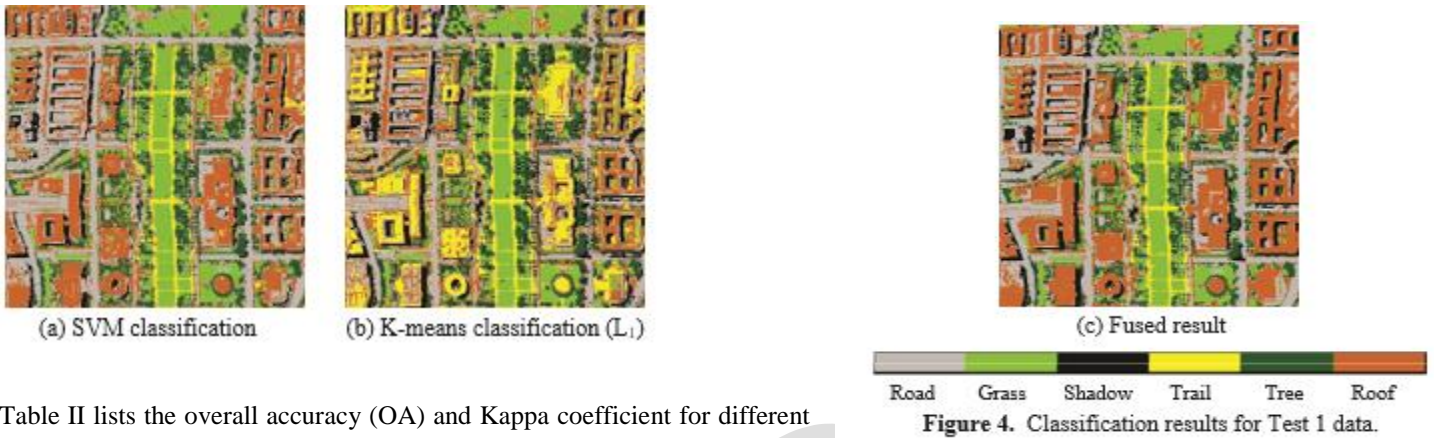 (a) SVM classification
(b) K-means classification (L₁)
Table II lists the overall accuracy (OA) and Kappa coefficient for different
(c) Fused result
Road Grass Shadow Trail Tree Roof
Figure 4. Classification results for Test 1 data.